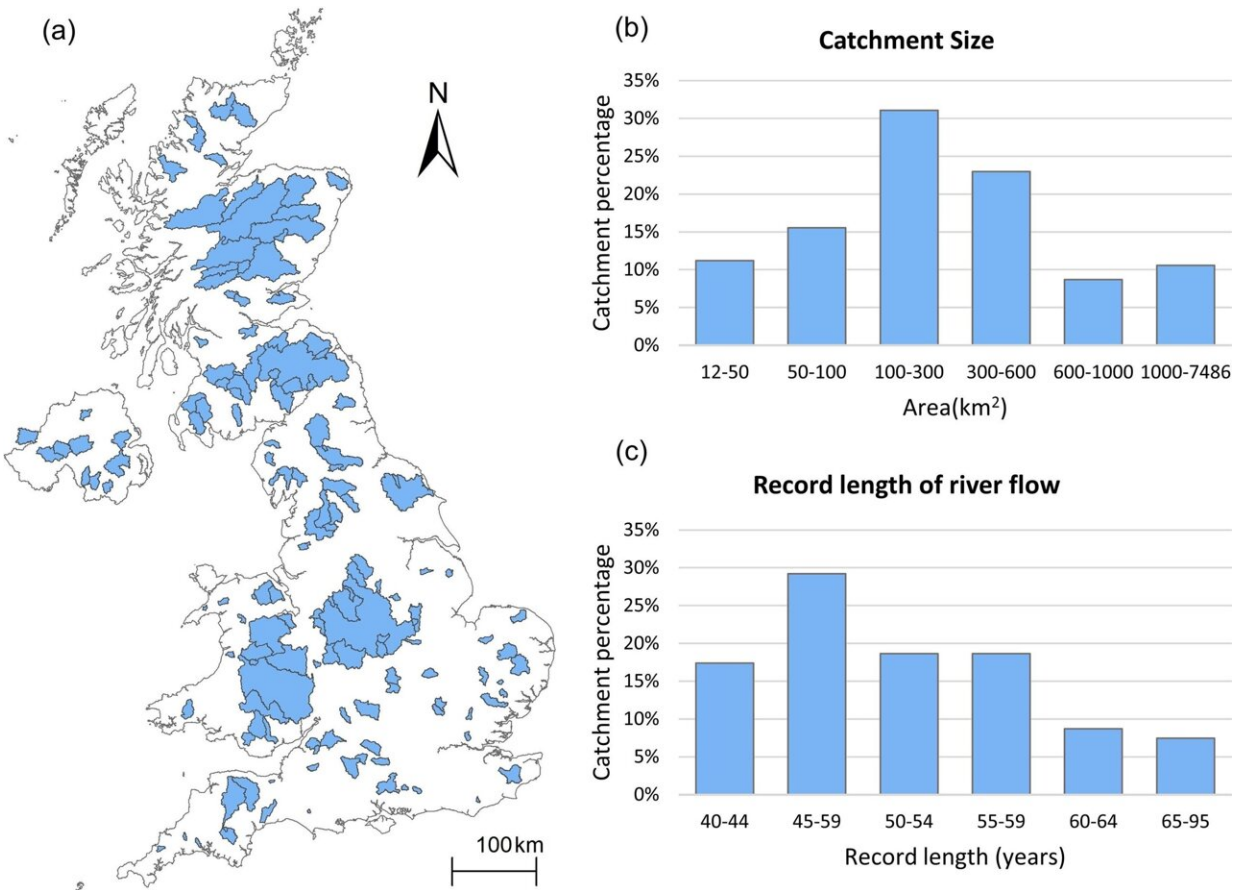 (a)
N
100km
(b)
Catchment Size
Catchment percentage
35%
30%
25%
20%
15%
10%
5%
0%
12-50 50-100 100-300 300-600 600-1000 1000-7486
Area(km²)
(c)
Record length of river flow
Catchment percentage
35%
30%
25%
20%
15%
10%
5%
0%
40-44 45-59 50-54 55-59 60-64 65-95
Record length (years)